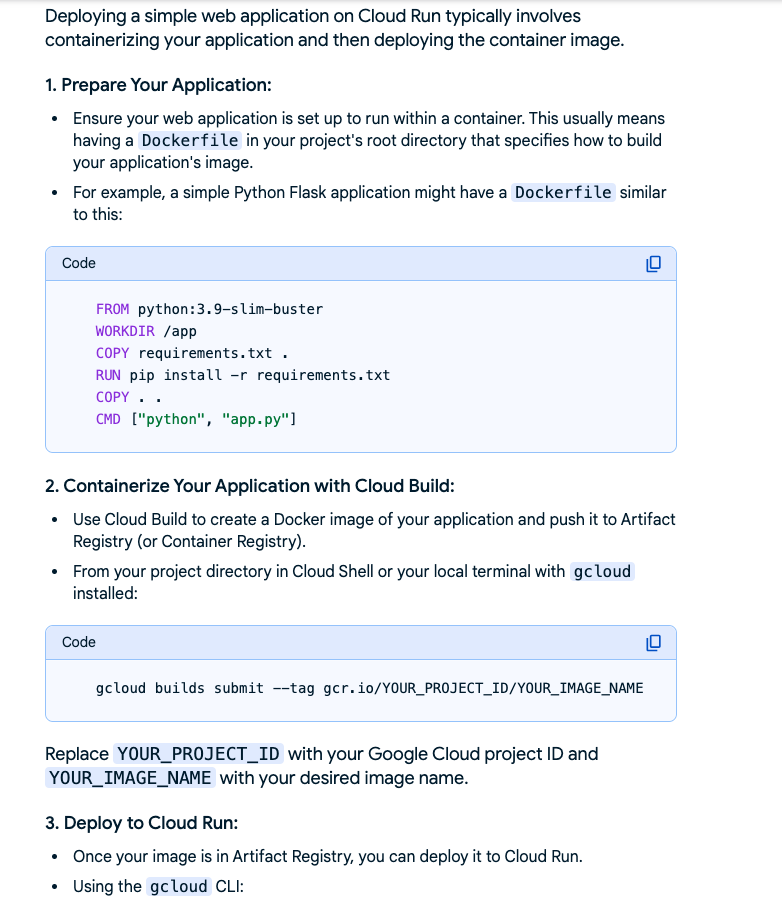 Deploying a simple web application on Cloud Run typically involves
containerizing your application and then deploying the container image.
1. Prepare Your Application:
• Ensure your web application is set up to run within a container. This usually means
having a Dockerfile in your project's root directory that specifies how to build
your application's image.
• For example, a simple Python Flask application might have a Dockerfile similar
to this:
Code
FROM python:3.9-slim-buster
WORKDIR /app
COPY requirements.txt .
RUN pip install -r requirements.txt
COPY . .
CMD ["python", "app.py"]
2. Containerize Your Application with Cloud Build:
• Use Cloud Build to create a Docker image of your application and push it to Artifact
Registry (or Container Registry).
• From your project directory in Cloud Shell or your local terminal with gcloud
installed:
Code
gcloud builds submit --tag gcr.io/YOUR_PROJECT_ID/YOUR_IMAGE_NAME
Replace YOUR_PROJECT_ID with your Google Cloud project ID and
YOUR_IMAGE_NAME with your desired image name.
3. Deploy to Cloud Run:
• Once your image is in Artifact Registry, you can deploy it to Cloud Run.
• Using the gcloud CLI: